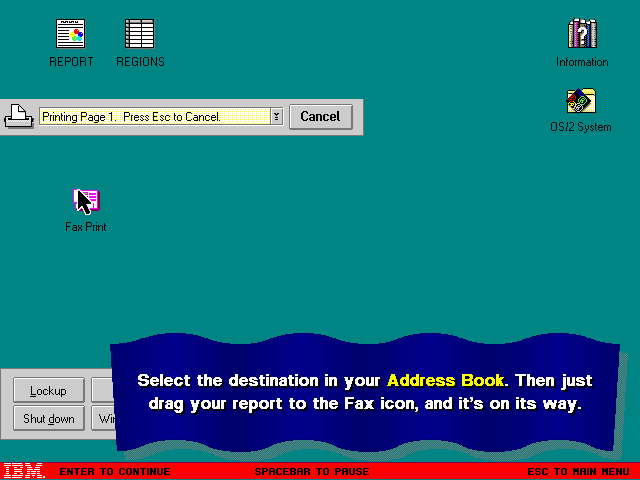 REPORT
REGIONS
Information
Printing Page 1. Press Esc to Cancel.
Cancel
OS/2 System
Fax Print
Select the destination in your Address Book. Then just
drag your report to the Fax icon, and it's on its way.
Lockup
Shut down
IBM
ENTER TO CONTINUE
SPACEBAR TO PAUSE
ESC TO MAIN MENU